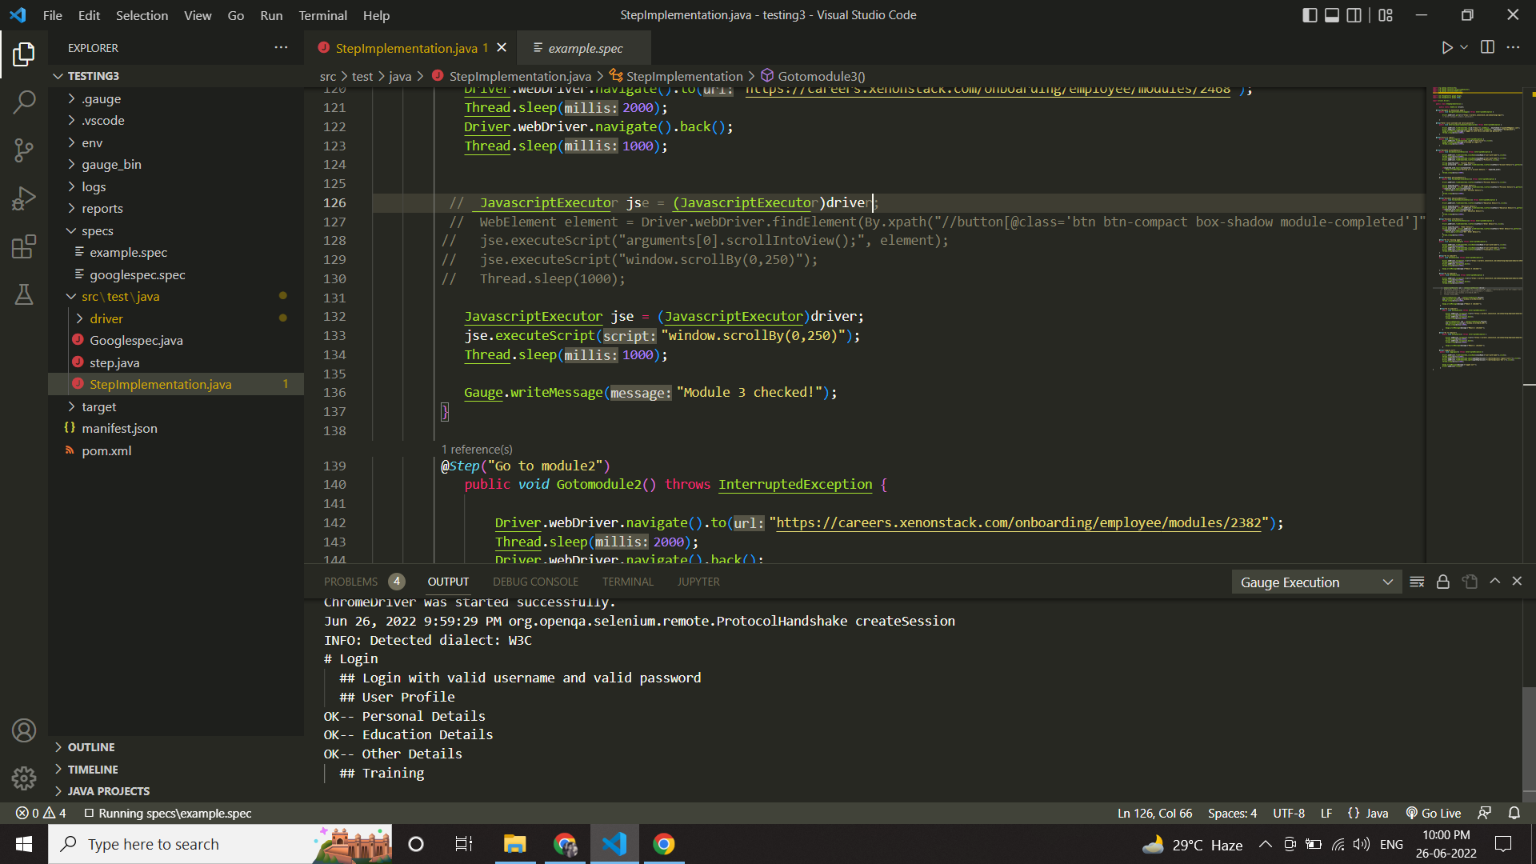 File Edit Selection View Go Run Terminal Help
StepImplementation.java - testing3 - Visual Studio Code
EXPLORER
StepImplementation.java 1
example.spec
TESTING3
.gauge
.vscode
env
gauge_bin
logs
reports
specs
example.spec
googlespec.spec
src\test\java
driver
Googlespec.java
step.java
StepImplementation.java 1
target
manifest.json
pom.xml
OUTLINE
TIMELINE
JAVA PROJECTS
src > test > java > StepImplementation.java > StepImplementation > Gotomodule3()
120 Driver.webDriver.navigate().to(url: "https://careers.xenonstack.com/onboarding/employee/modules/2468");
121 Thread.sleep(millis: 2000);
122 Driver.webDriver.navigate().back();
123 Thread.sleep(millis: 1000);
124
125
126 // JavascriptExecutor jse = (JavascriptExecutor)driver;
127 // WebElement element = Driver.webDriver.findElement(By.xpath("//button[@class='btn btn-compact box-shadow module-completed']"
128 // jse.executeScript("arguments[0].scrollIntoView();", element);
129 // jse.executeScript("window.scrollBy(0,250)");
130 // Thread.sleep(1000);
131
132 JavascriptExecutor jse = (JavascriptExecutor)driver;
133 jse.executeScript(script: "window.scrollBy(0,250)");
134 Thread.sleep(millis: 1000);
135
136 Gauge.writeMessage(message: "Module 3 checked!");
137 }
138
1 reference(s)
139 @Step("Go to module2")
140 public void Gotomodule2() throws InterruptedException {
141
142 Driver.webDriver.navigate().to(url: "https://careers.xenonstack.com/onboarding/employee/modules/2382");
143 Thread.sleep(millis: 2000);
144 Driver.webDriver.navigate().back();
PROBLEMS 4 OUTPUT DEBUG CONSOLE TERMINAL JUPYTER
Gauge Execution
ChromeDriver was started successfully.
Jun 26, 2022 9:59:29 PM org.openqa.selenium.remote.ProtocolHandshake createSession
INFO: Detected dialect: W3C
# Login
## Login with valid username and valid password
## User Profile
OK-- Personal Details
OK-- Education Details
OK-- Other Details
## Training
0 4 Running specs\example.spec
Ln 126, Col 66 Spaces: 4 UTF-8 LF {} Java Go Live
Type here to search
29°C Haze
ENG
10:00 PM
26-06-2022